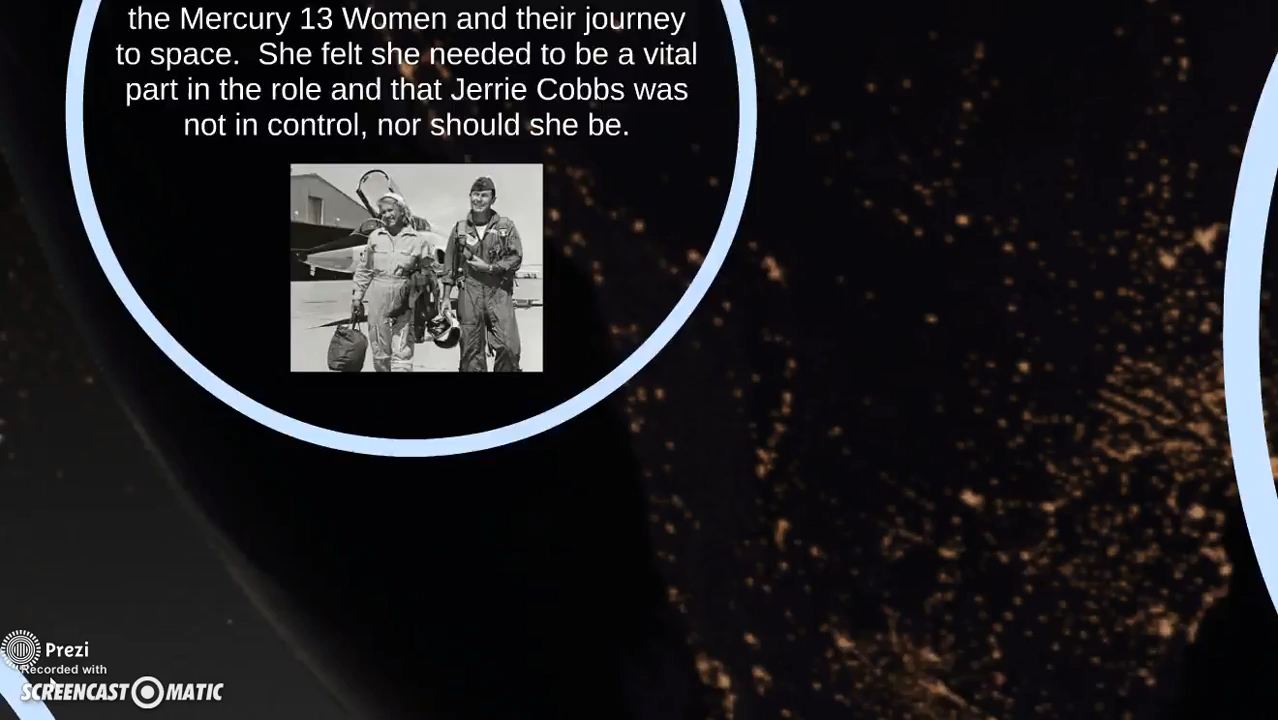 the Mercury 13 Women and their journey
to space.  She felt she needed to be a vital
part in the role and that Jerrie Cobbs was
not in control, nor should she be.
Prezi
Recorded with
SCREENCAST MATIC